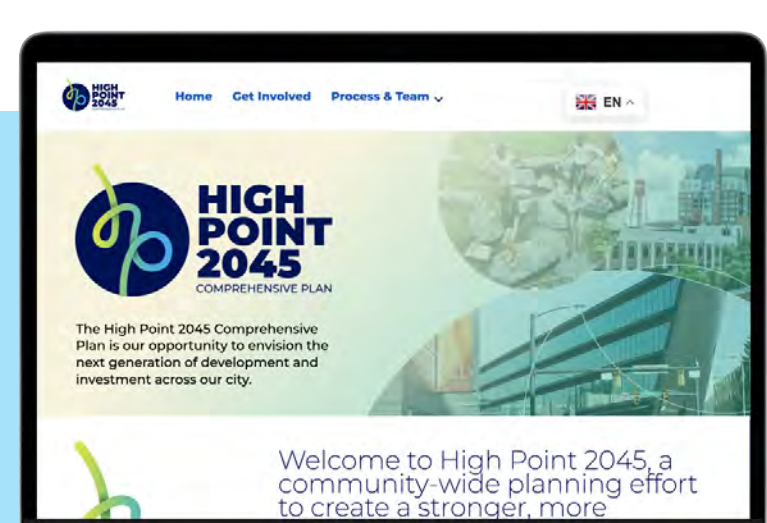 HIGH
POINT
2045
COMPREHENSIVE PLAN
Home Get Involved Process & Team
EN
HIGH
POINT
2045
COMPREHENSIVE PLAN
The High Point 2045 Comprehensive
Plan is our opportunity to envision the
next generation of development and
investment across our city.
Welcome to High Point 2045, a
community-wide planning effort
to create a stronger, more